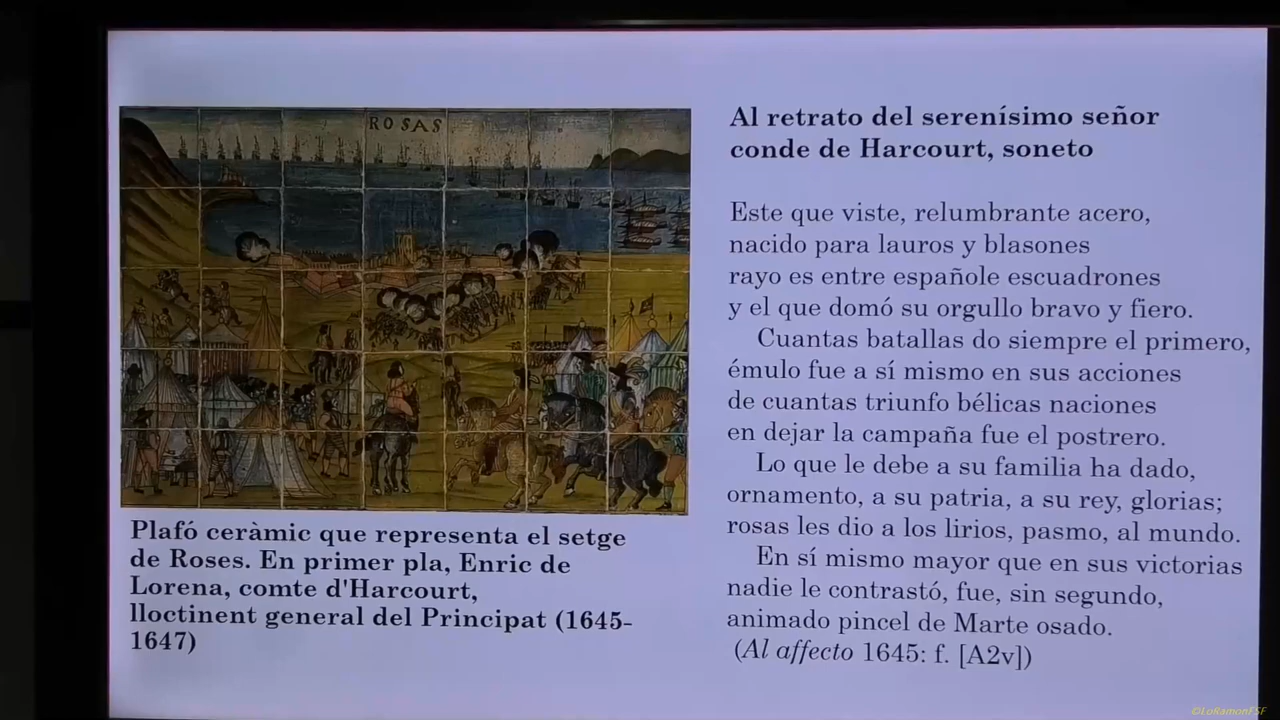 ROSAS
Plafó ceràmic que representa el setge
de Roses. En primer pla, Enric de
Lorena, comte d'Harcourt,
lloctinent general del Principat (1645-
1647)
Al retrato del serenísimo señor
conde de Harcourt, soneto
Este que viste, relumbrante acero,
nacido para lauros y blasones
rayo es entre españole escuadrones
y el que domó su orgullo bravo y fiero.
Cuantas batallas do siempre el primero,
émulo fue a sí mismo en sus acciones
de cuantas triunfo bélicas naciones
en dejar la campaña fue el postrero.
Lo que le debe a su familia ha dado,
ornamento, a su patria, a su rey, glorias;
rosas les dio a los lirios, pasmo, al mundo.
En sí mismo mayor que en sus victorias
nadie le contrastó, fue, sin segundo,
animado pincel de Marte osado.
(Al affecto 1645: f. [A2v])
©LoRamonFSF